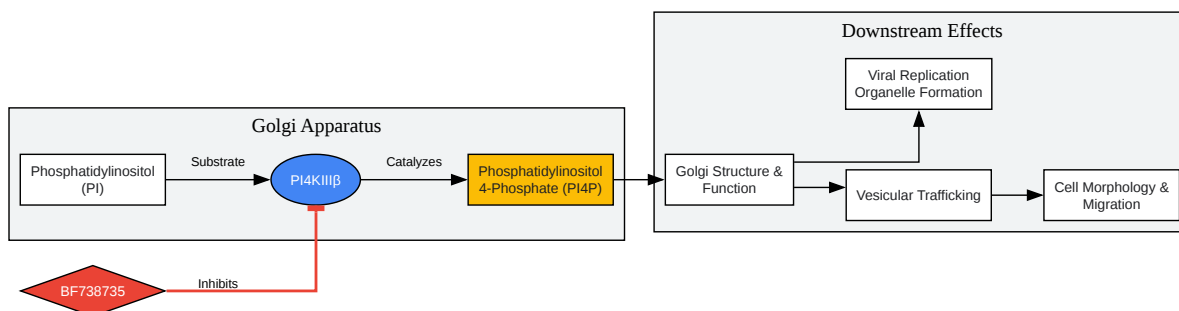 Downstream Effects
Viral Replication
Organelle Formation
Golgi Apparatus
Phosphatidylinositol
(PI)
Substrate
PI4KIIIβ
Catalyzes
Phosphatidylinositol
4-Phosphate (PI4P)
Golgi Structure &
Function
Vesicular Trafficking
Cell Morphology &
Migration
BF738735
Inhibits